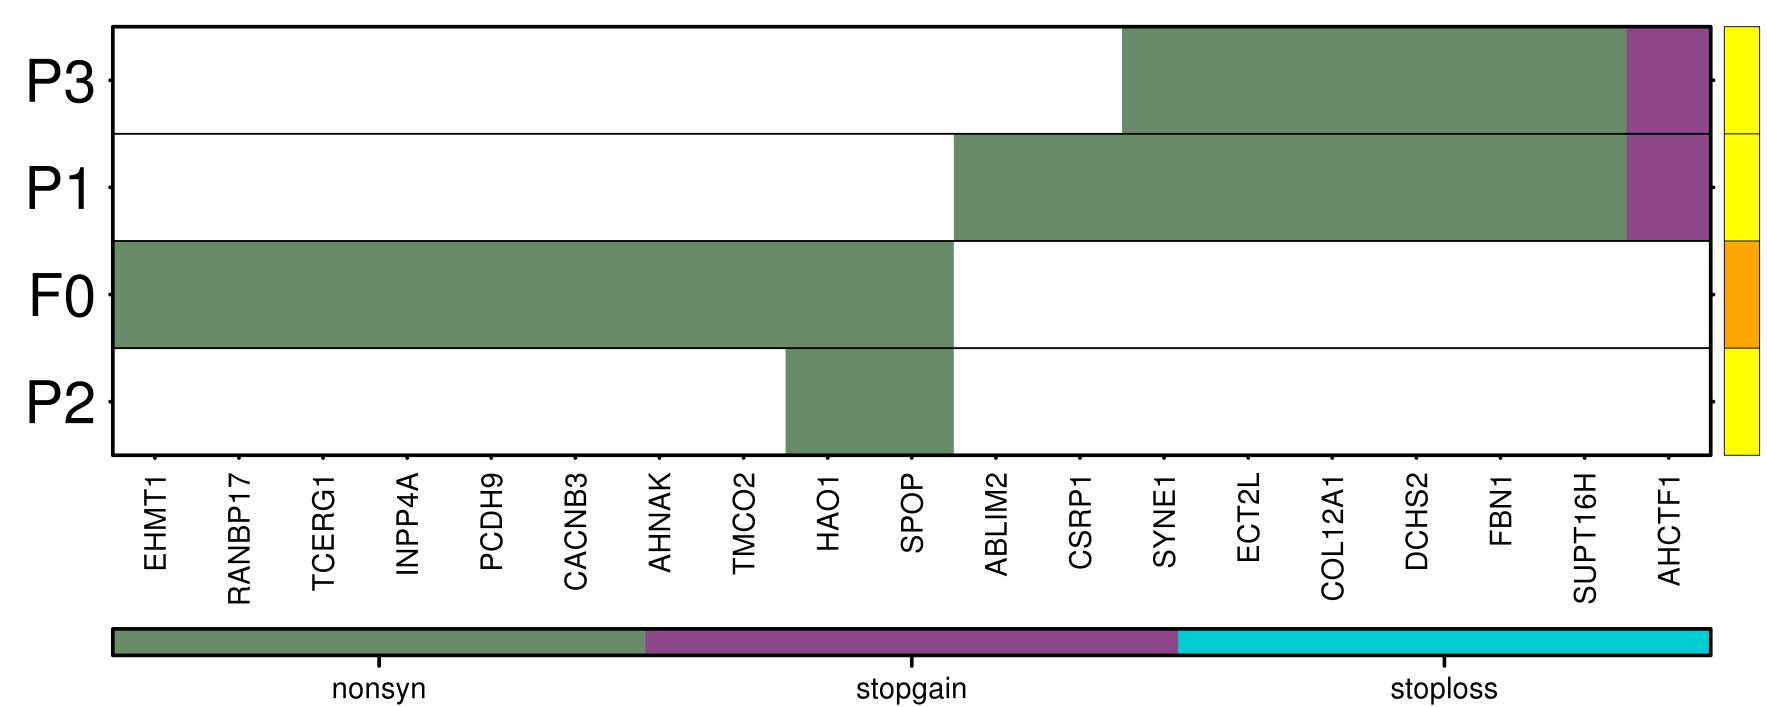 P3
P1
F0
P2
EHMT1
RANBP17
TCERG1
INPP4A
PCDH9
CACNB3
AHNAK
TMCO2
HAO1
SPOP
ABLIM2
CSRP1
SYNE1
ECT2L
COL12A1
DCHS2
FBN1
SUPT16H
AHCTF1
nonsyn stopgain stoploss